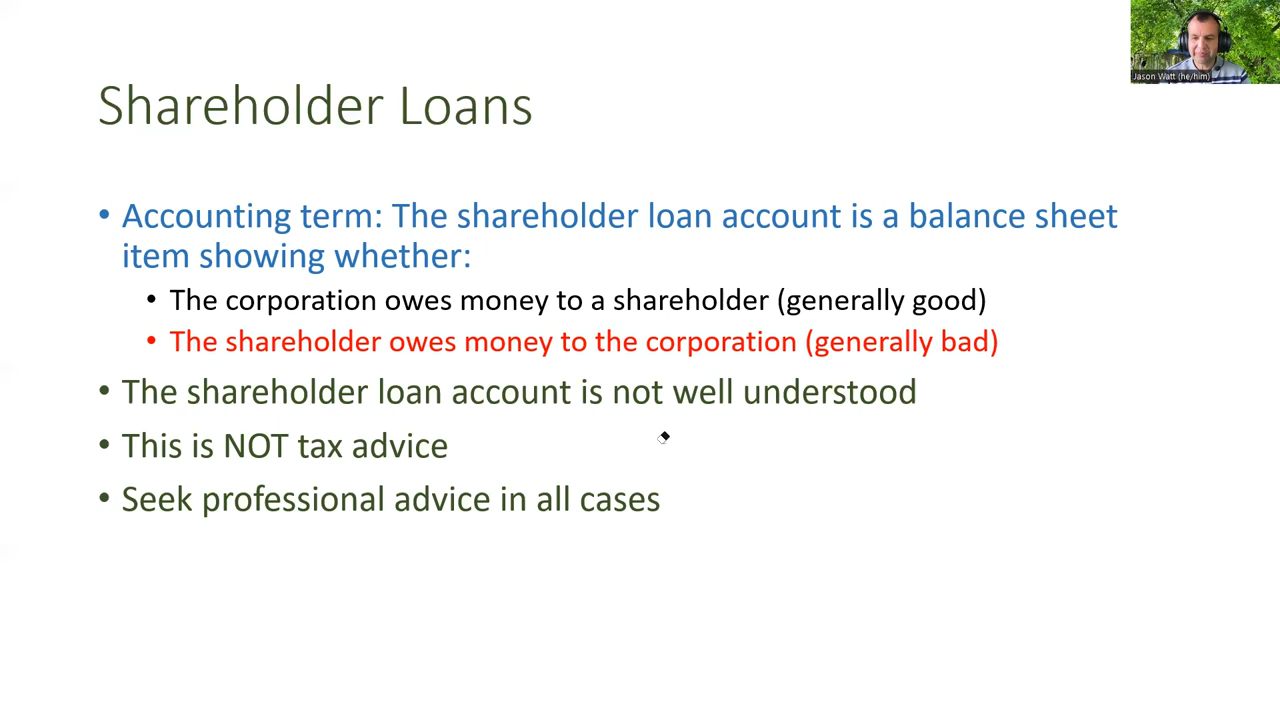 Jason Watt (he/him)
Shareholder Loans
• Accounting term: The shareholder loan account is a balance sheet
item showing whether:
• The corporation owes money to a shareholder (generally good)
• The shareholder owes money to the corporation (generally bad)
• The shareholder loan account is not well understood
• This is NOT tax advice
• Seek professional advice in all cases